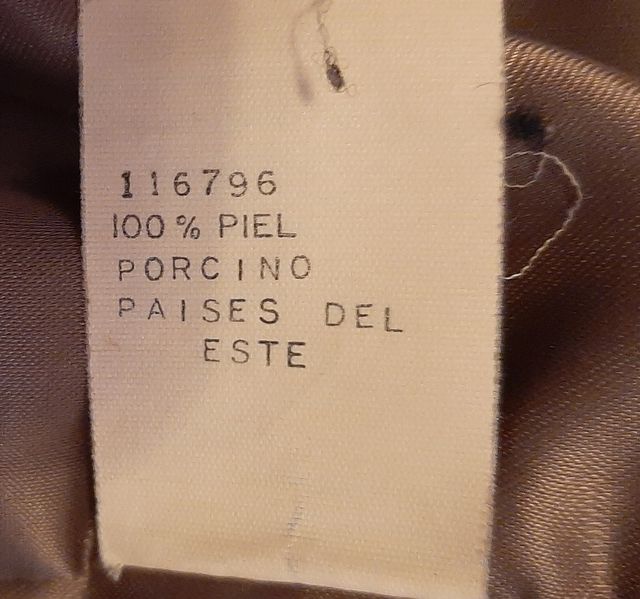 116796
100% PIEL
PORCINO
PAISES DEL
ESTE